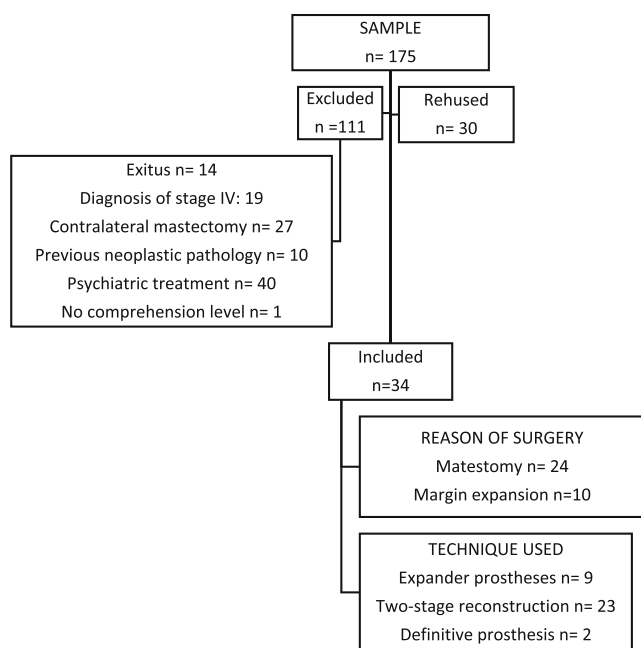 SAMPLE
n= 175
Excluded
n =111
Rehused
n= 30
Exitus n= 14
Diagnosis of stage IV: 19
Contralateral mastectomy n= 27
Previous neoplastic pathology n= 10
Psychiatric treatment n= 40
No comprehension level n= 1
Included
n=34
REASON OF SURGERY
Matestomy n= 24
Margin expansion n=10
TECHNIQUE USED
Expander prostheses n= 9
Two-stage reconstruction n= 23
Definitive prosthesis n= 2